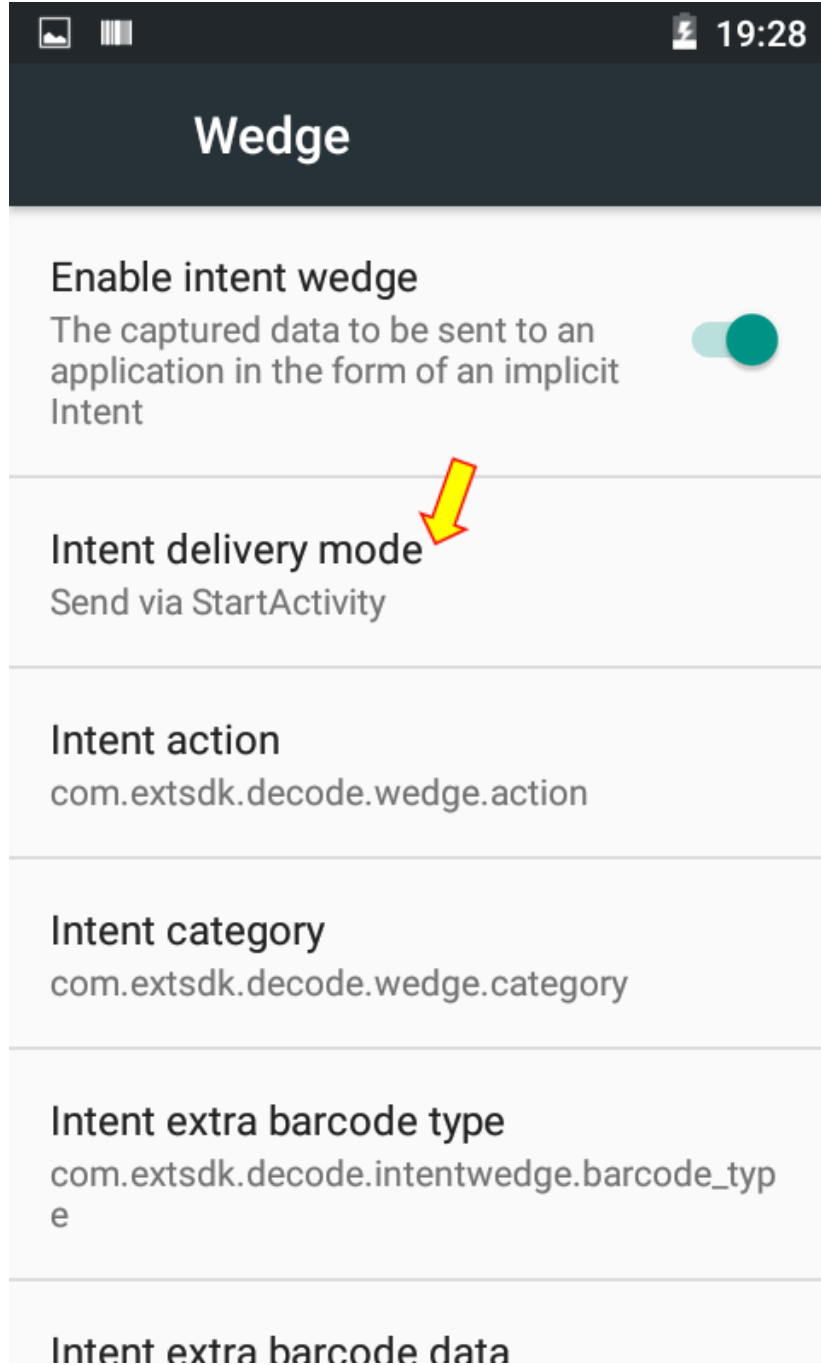 19:28
Wedge
Enable intent wedge
The captured data to be sent to an
application in the form of an implicit
Intent
Intent delivery mode
Send via StartActivity
Intent action
com.extsdk.decode.wedge.action
Intent category
com.extsdk.decode.wedge.category
Intent extra barcode type
com.extsdk.decode.intentwedge.barcode_typ
e
Intent extra barcode data